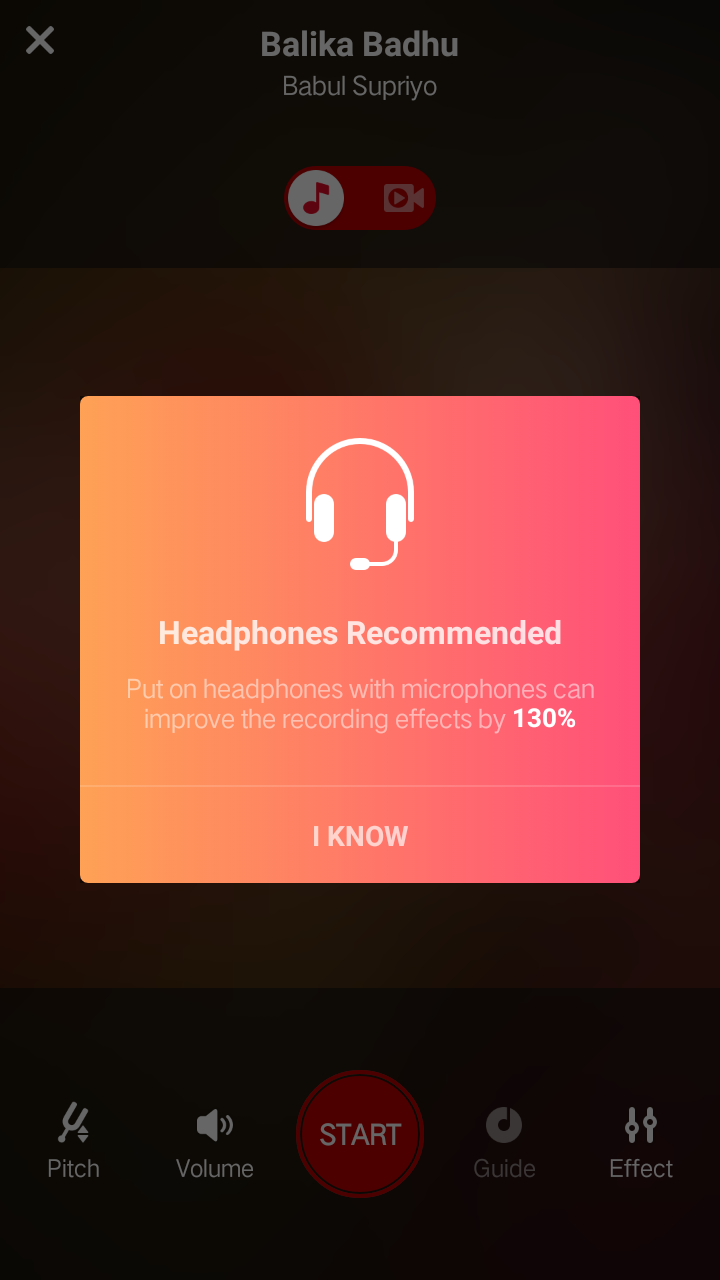 Balika Badhu
Babul Supriyo
Headphones Recommended
Put on headphones with microphones can
improve the recording effects by 130%
I KNOW
START
Pitch
Volume
Guide
Effect